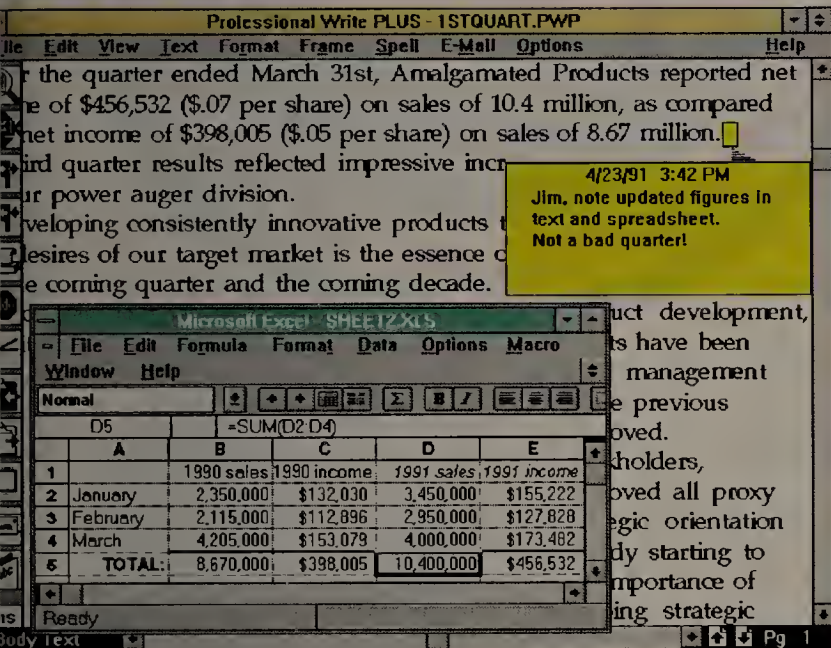 Professional Write PLUS - 1STQUART.PWP
ile Edit View Text Format Frame Spell E-Mail Options Help
r the quarter ended March 31st, Amalgamated Products reported net
e of $456,532 ($.07 per share) on sales of 10.4 million, as compared
net income of $398,005 ($.05 per share) on sales of 8.67 million.
ird quarter results reflected impressive incr
ur power auger division.
veloping consistently innovative products t
desires of our target market is the essence o
e coming quarter and the coming decade.
4/23/91 3:42 PM
Jim, note updated figures in
text and spreadsheet.
Not a bad quarter!
uct development,
ts have been
management
e previous
oved.
holders,
oved all proxy
egic orientation
dy starting to
mportance of
ing strategic
Microsoft Excel - SHEET2.XLS
File Edit Formula Format Data Options Macro
Window Help
Normal Σ B I
D5 =SUM(D2:D4)
A B C D E
1 1990 sales 1990 income 1991 sales 1991 income
2 January 2,350,000 $132,030 3,450,000 $155,222
3 February 2,115,000 $112,896 2,950,000 $127,828
4 March 4,205,000 $153,079 4,000,000 $173,482
5 TOTAL: 8,670,000 $398,005 10,400,000 $456,532
Ready
ns
Body Text Pg 1